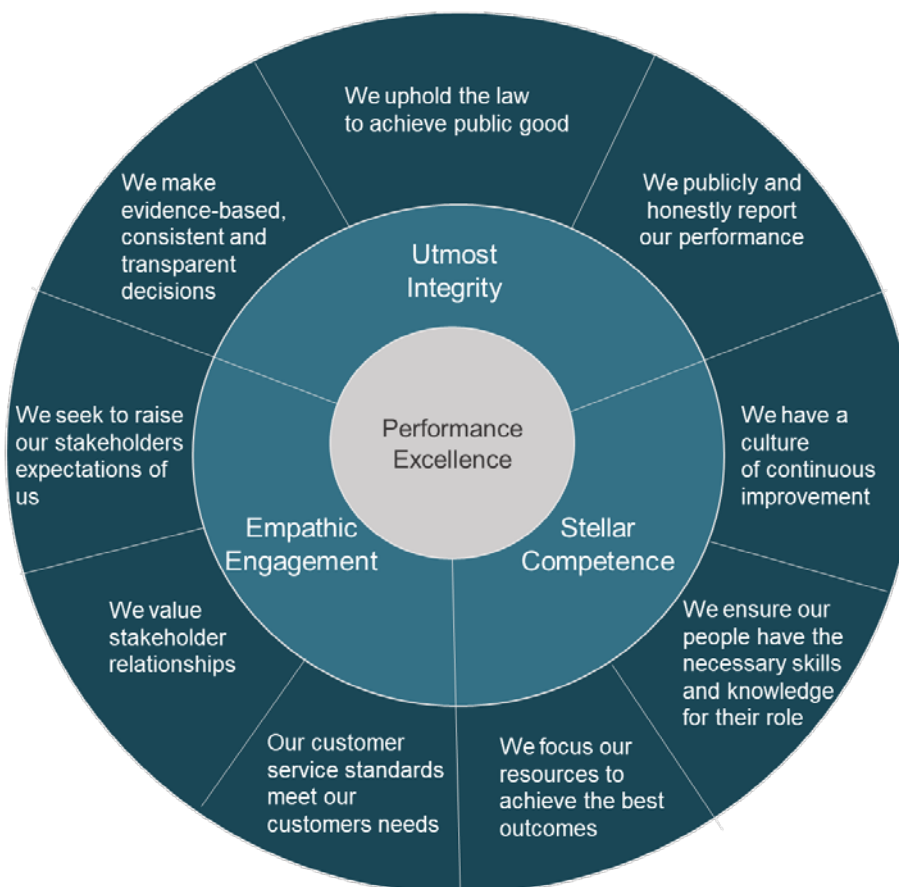 We uphold the law
to achieve public good
We publicly and
honestly report
our performance
We make
evidence-based,
consistent and
transparent
decisions
Utmost
Integrity
Performance
Excellence
We have a
culture
of continuous
improvement
We seek to raise
our stakeholders
expectations of
us
Empathic
Engagement
Stellar
Competence
We ensure our
people have the
necessary skills
and knowledge
for their role
We value
stakeholder
relationships
Our customer
service standards
meet our
customers needs
We focus our
resources to
achieve the best
outcomes